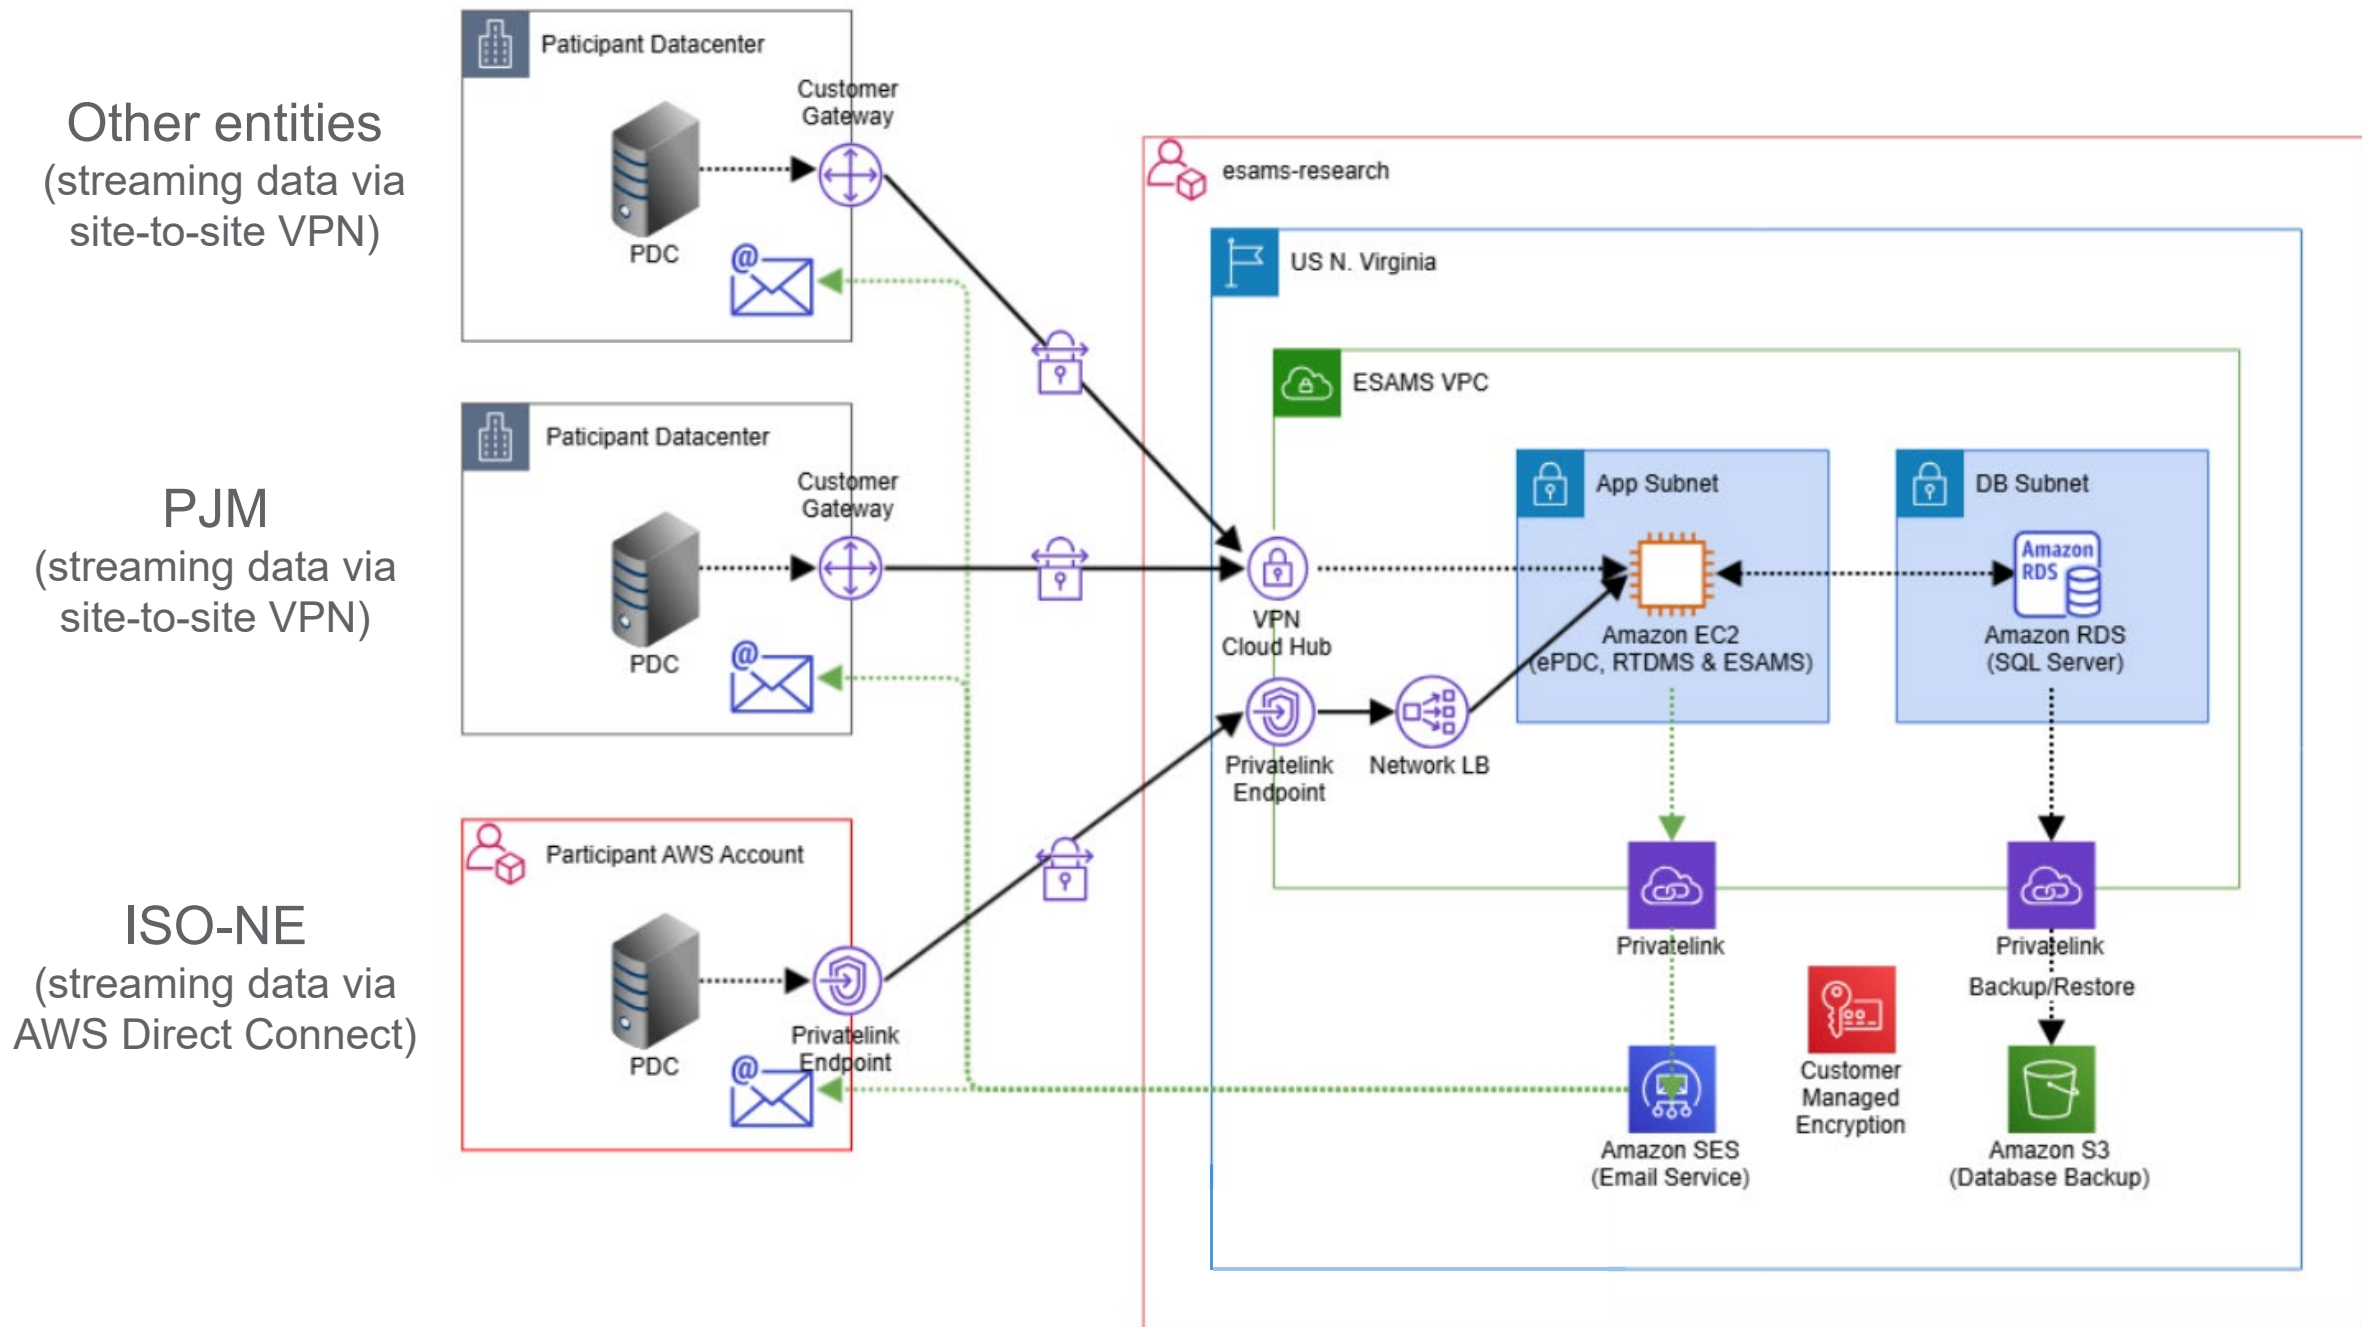 Other entities
(streaming data via
site-to-site VPN)
Paticipant Datacenter
Customer
Gateway
PDC
@
PJM
(streaming data via
site-to-site VPN)
Paticipant Datacenter
Customer
Gateway
PDC
@
ISO-NE
(streaming data via
AWS Direct Connect)
Participant AWS Account
PDC
Privatelink
Endpoint
@
esams-research
US N. Virginia
ESAMS VPC
VPN
Cloud Hub
Privatelink
Endpoint
Network LB
App Subnet
Amazon EC2
(ePDC, RTDMS & ESAMS)
DB Subnet
Amazon
RDS
Amazon RDS
(SQL Server)
Privatelink
Privatelink
Backup/Restore
Customer
Managed
Encryption
Amazon SES
(Email Service)
Amazon S3
(Database Backup)